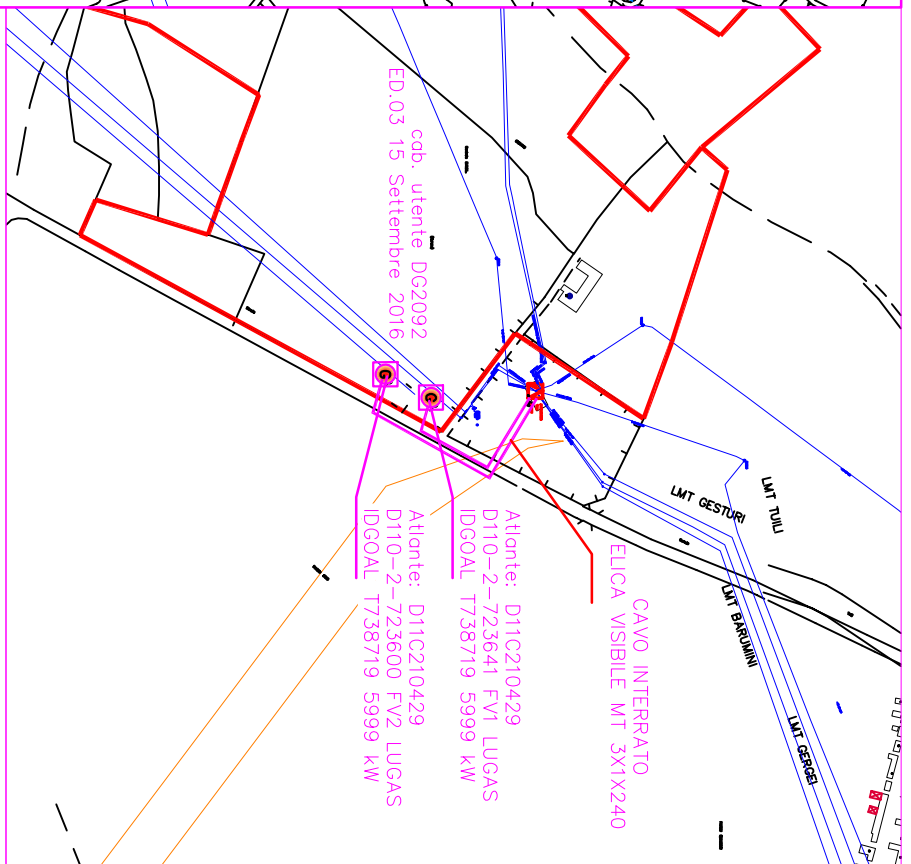 cab. utente DG2092
ED.03 15 Settembre 2016
G
G
LMT GESTURI
LMT TUILI
LMT BARUMINI
LMT GERGEI
CAVO INTERRATO
ELICA VISIBILE MT 3X1X240
Atlante: D11C210429
D110-2-723641 FV1 LUGAS
IDGOAL T738719 5999 kW
Atlante: D11C210429
D110-2-723600 FV2 LUGAS
IDGOAL T738719 5999 kW